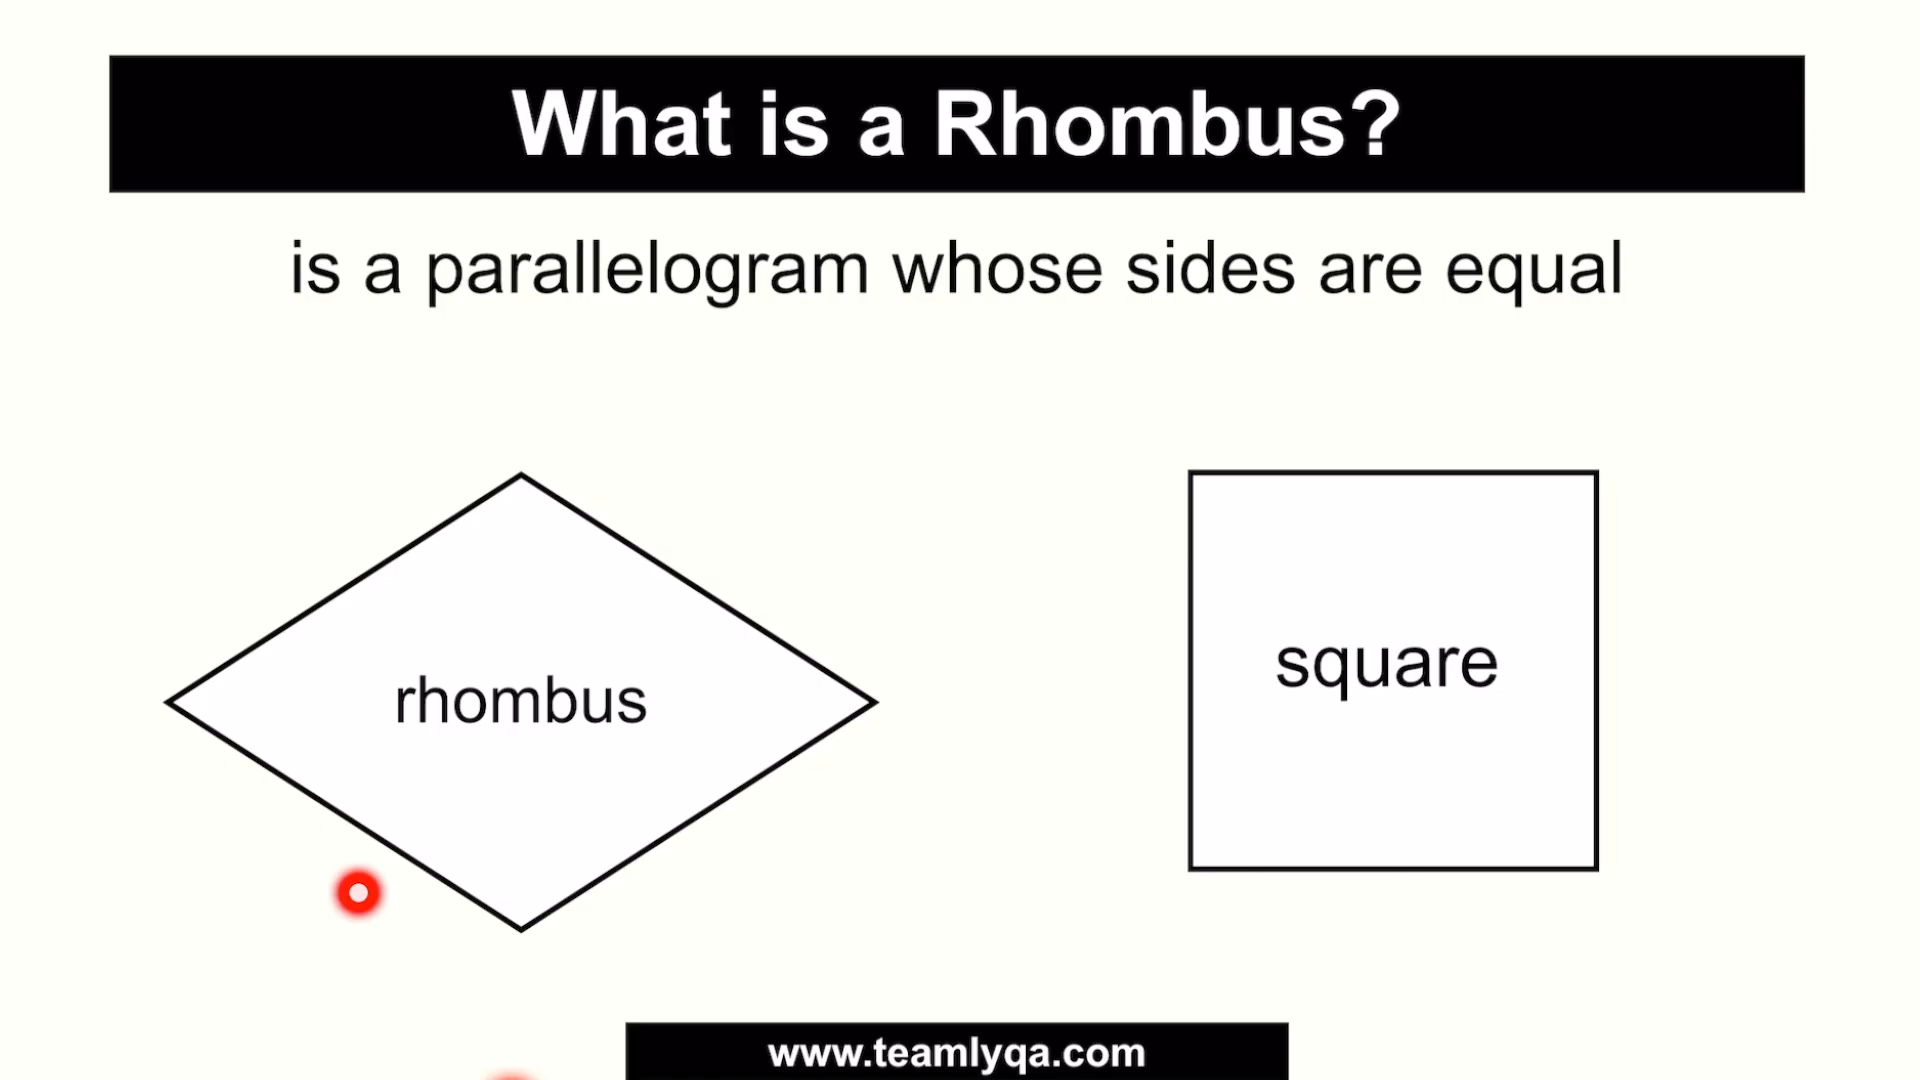 What is a Rhombus?
is a parallelogram whose sides are equal
rhombus
square
www.teamlyqa.com